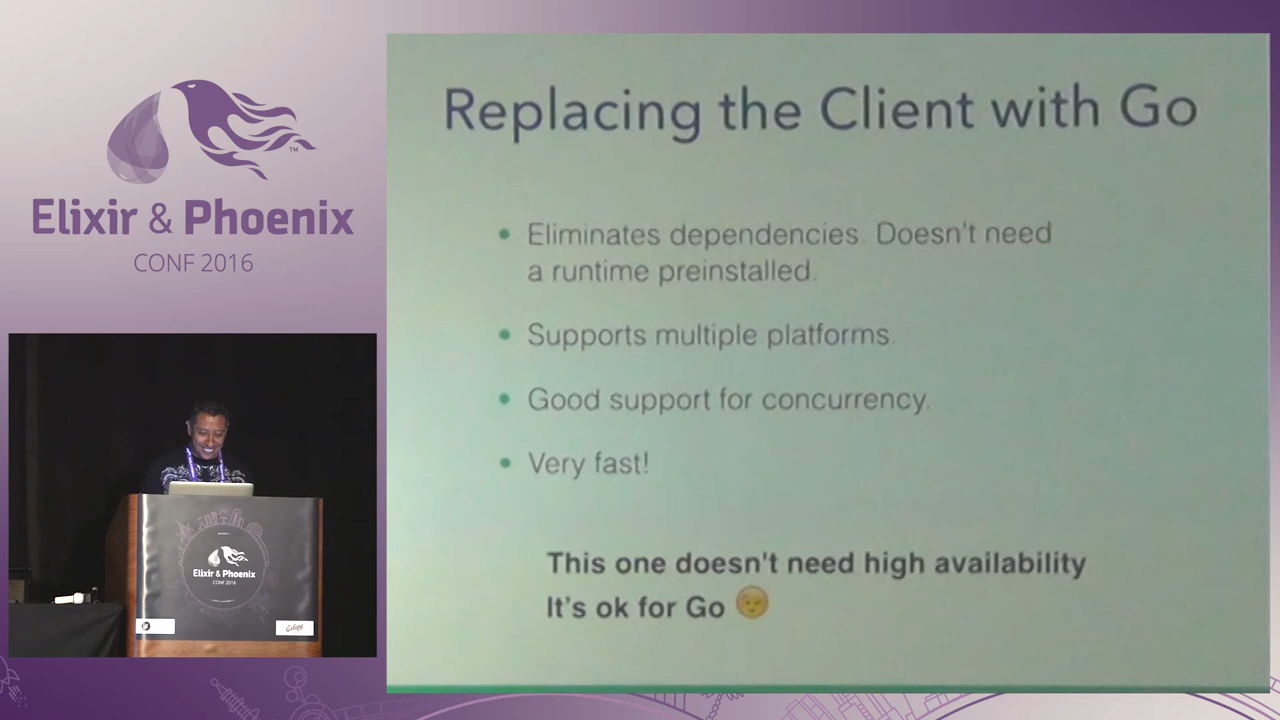 Elixir & Phoenix
CONF 2016
TM
Replacing the Client with Go
Eliminates dependencies. Doesn't need
a runtime preinstalled.
Supports multiple platforms.
Good support for concurrency.
Very fast!
This one doesn't need high availability
It's ok for Go
Elixir & Phoenix
CONF 2016